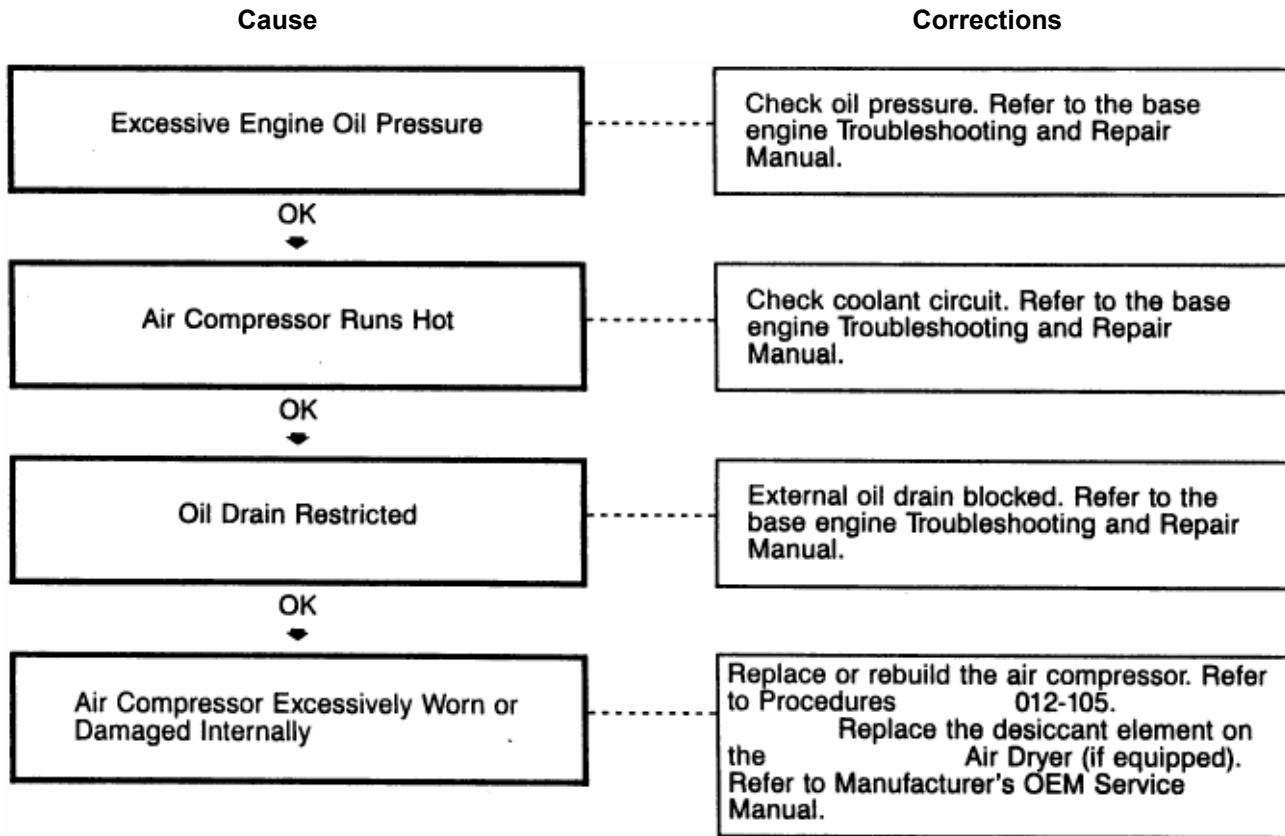 Cause
Corrections
Excessive Engine Oil Pressure
Check oil pressure. Refer to the base
engine Troubleshooting and Repair
Manual.
OK
Air Compressor Runs Hot
Check coolant circuit. Refer to the base
engine Troubleshooting and Repair
Manual.
OK
Oil Drain Restricted
External oil drain blocked. Refer to the
base engine Troubleshooting and Repair
Manual.
OK
Air Compressor Excessively Worn or
Damaged Internally
Replace or rebuild the air compressor. Refer
to Procedures 012-105.
Replace the desiccant element on
the Air Dryer (if equipped).
Refer to Manufacturer's OEM Service
Manual.